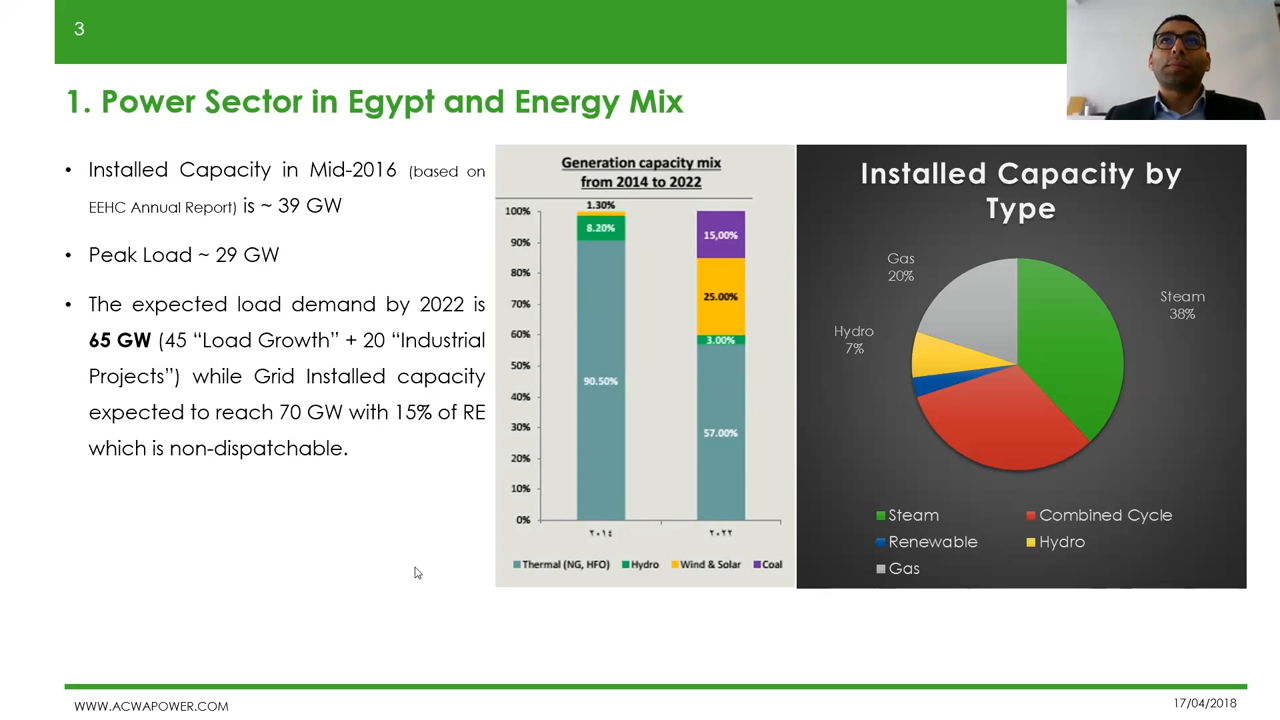 3
1. Power Sector in Egypt and Energy Mix
• Installed Capacity in Mid-2016 (based on
EEHC Annual Report) is ~ 39 GW
• Peak Load ~ 29 GW
• The expected load demand by 2022 is
65 GW (45 “Load Growth” + 20 “Industrial
Projects”) while Grid Installed capacity
expected to reach 70 GW with 15% of RE
which is non-dispatchable.
Generation capacity mix
from 2014 to 2022
100%
90%
80%
70%
60%
50%
40%
30%
20%
10%
0%
1.30%
8.20%
90.50%
15,00%
25.00%
3.00%
57.00%
٢٠١٤
٢٠٢٢
Thermal (NG, HFO) Hydro Wind & Solar Coal
Installed Capacity by
Type
Gas
20%
Steam
38%
Hydro
7%
Steam Combined Cycle
Renewable Hydro
Gas
WWW.ACWAPOWER.COM
17/04/2018